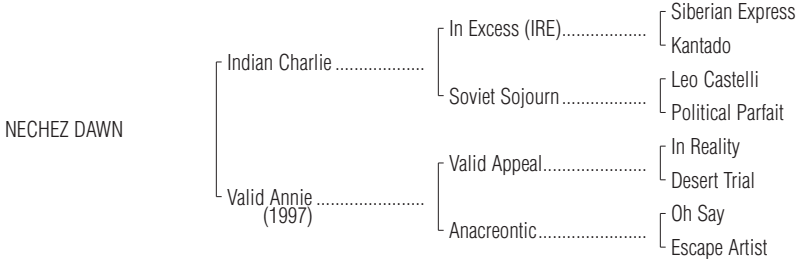 Siberian Express
In Excess (IRE)...................
Kantado
Indian Charlie ....................
Leo Castelli
Soviet Sojourn...................
Political Parfait
NECHEZ DAWN
In Reality
Valid Appeal.......................
Desert Trial
Valid Annie ........................
(1997)
Oh Say
Anacreontic........................
Escape Artist